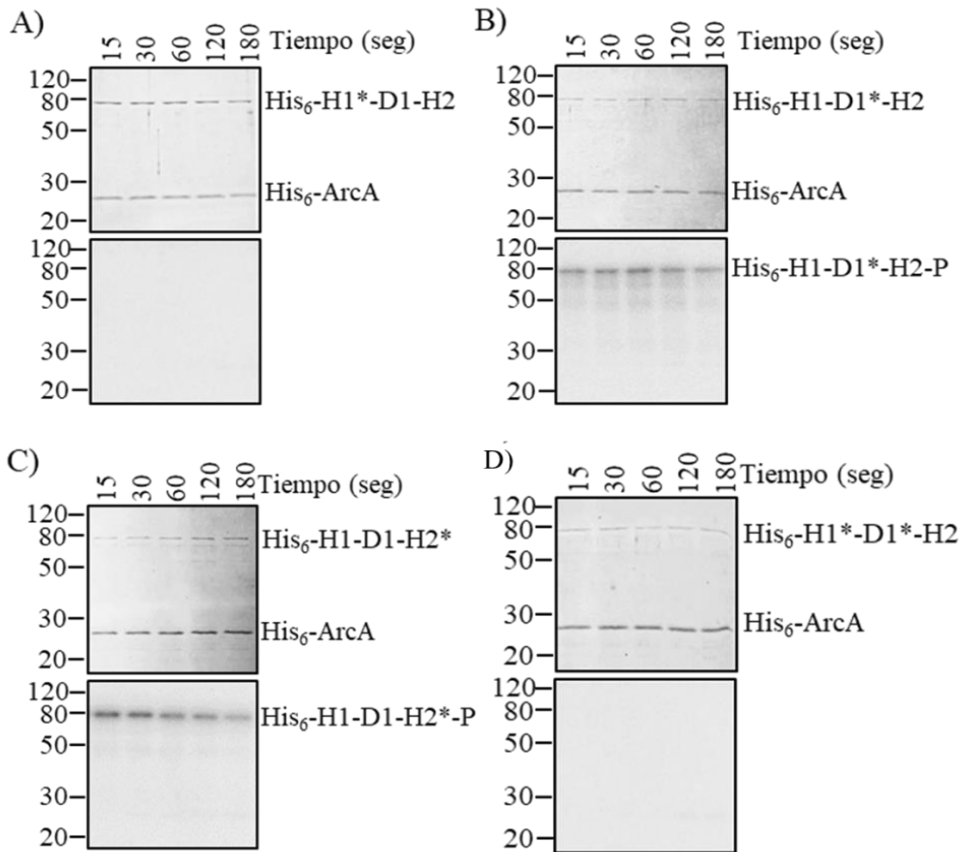 A)
15 30 60 120 180 Tiempo (seg)
120
80 His6-H1*-D1-H2
50
30
His6-ArcA
20
120
80
50
30
20
B)
15 30 60 120 180 Tiempo (seg)
120
80 His6-H1-D1*-H2
50
30
His6-ArcA
20
120
80 His6-H1-D1*-H2-P
50
30
20
C)
15 30 60 120 180 Tiempo (seg)
120
80 His6-H1-D1-H2*
50
30
His6-ArcA
20
120
80 His6-H1-D1-H2*-P
50
30
20
D)
15 30 60 120 180 Tiempo (seg)
120
80 His6-H1*-D1*-H2
50
30
His6-ArcA
20
120
80
50
30
20